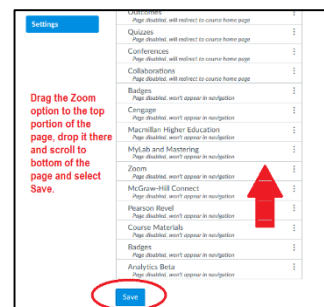 Settings
Outcomes
Page disabled, will redirect to course home page
Quizzes
Page disabled, will redirect to course home page
Conferences
Page disabled, will redirect to course home page
Collaborations
Page disabled, will redirect to course home page
Badges
Page disabled, won't appear in navigation
Cengage
Page disabled, won't appear in navigation
Macmillan Higher Education
Page disabled, won't appear in navigation
MyLab and Mastering
Page disabled, won't appear in navigation
Zoom
Page disabled, won't appear in navigation
McGraw-Hill Connect
Page disabled, won't appear in navigation
Pearson Revel
Page disabled, won't appear in navigation
Course Materials
Page disabled, won't appear in navigation
Badges
Page disabled, won't appear in navigation
Analytics Beta
Page disabled, won't appear in navigation
Drag the Zoom
option to the top
portion of the
page, drop it there
and scroll to
bottom of the
page and select
Save.
Save